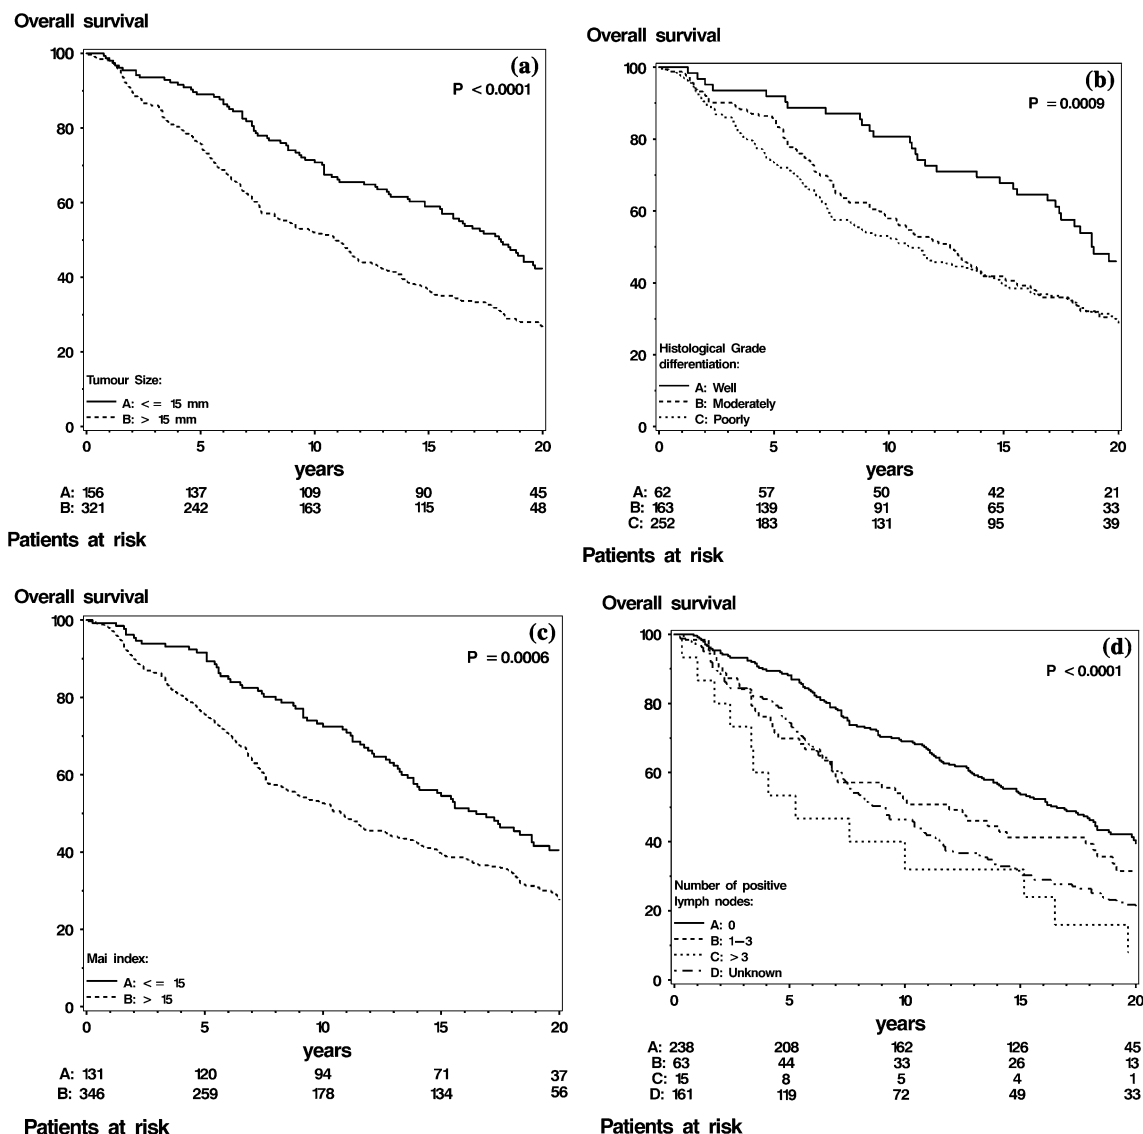 Overall survival
(a)
P < 0.0001
100
80
60
40
20
0
Tumour Size:
A: <= 15 mm
B: > 15 mm
0 5 10 15 20
years
A: 156 137 109 90 45
B: 321 242 163 115 48
Patients at risk
Overall survival
(b)
P = 0.0009
100
80
60
40
20
0
Histological Grade
differentiation:
A: Well
B: Moderately
C: Poorly
0 5 10 15 20
years
A: 62 57 50 42 21
B: 163 139 91 65 33
C: 252 183 131 95 39
Patients at risk
Overall survival
(c)
P = 0.0006
100
80
60
40
20
0
Mai index:
A: <= 15
B: > 15
0 5 10 15 20
years
A: 131 120 94 71 37
B: 346 259 178 134 56
Patients at risk
Overall survival
(d)
P < 0.0001
100
80
60
40
20
0
Number of positive
lymph nodes:
A: 0
B: 1–3
C: > 3
D: Unknown
0 5 10 15 20
years
A: 238 208 162 126 45
B: 63 44 33 26 13
C: 15 8 5 4 1
D: 161 119 72 49 33
Patients at risk